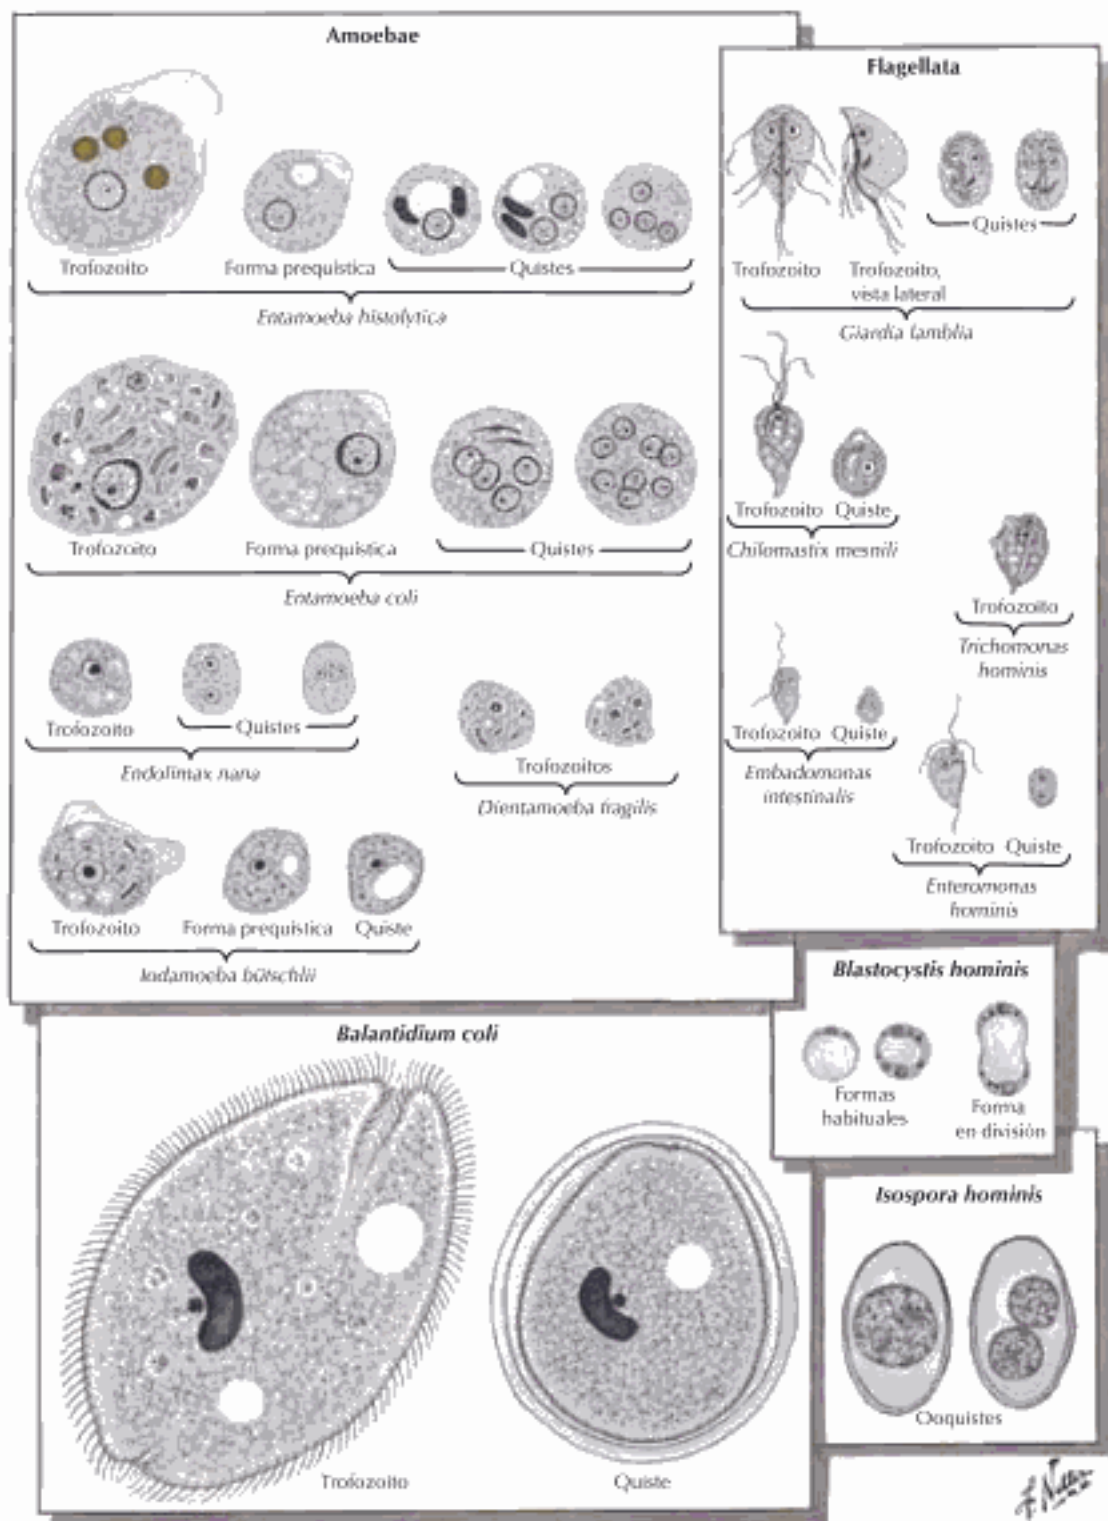 Amoebae
Trofozoito
Forma prequística
Quistes
Entamoeba histolytica
Trofozoito
Forma prequística
Quistes
Entamoeba coli
Trofozoito
Quistes
Endolimax nana
Trofozoitos
Dientamoeba fragilis
Trofozoito
Forma prequística
Quiste
Iodamoeba bütschlii
Flagellata
Trofozoito
Trofozoito,
vista lateral
Quistes
Giardia lamblia
Trofozoito
Quiste
Chilomastix mesnili
Trofozoito
Trichomonas
hominis
Trofozoito
Quiste
Embadomonas
intestinalis
Trofozoito
Quiste
Enteromonas
hominis
Blastocystis hominis
Formas
habituales
Forma
en división
Balantidium coli
Trofozoito
Quiste
Isospora hominis
Ooquistes
F. Netter